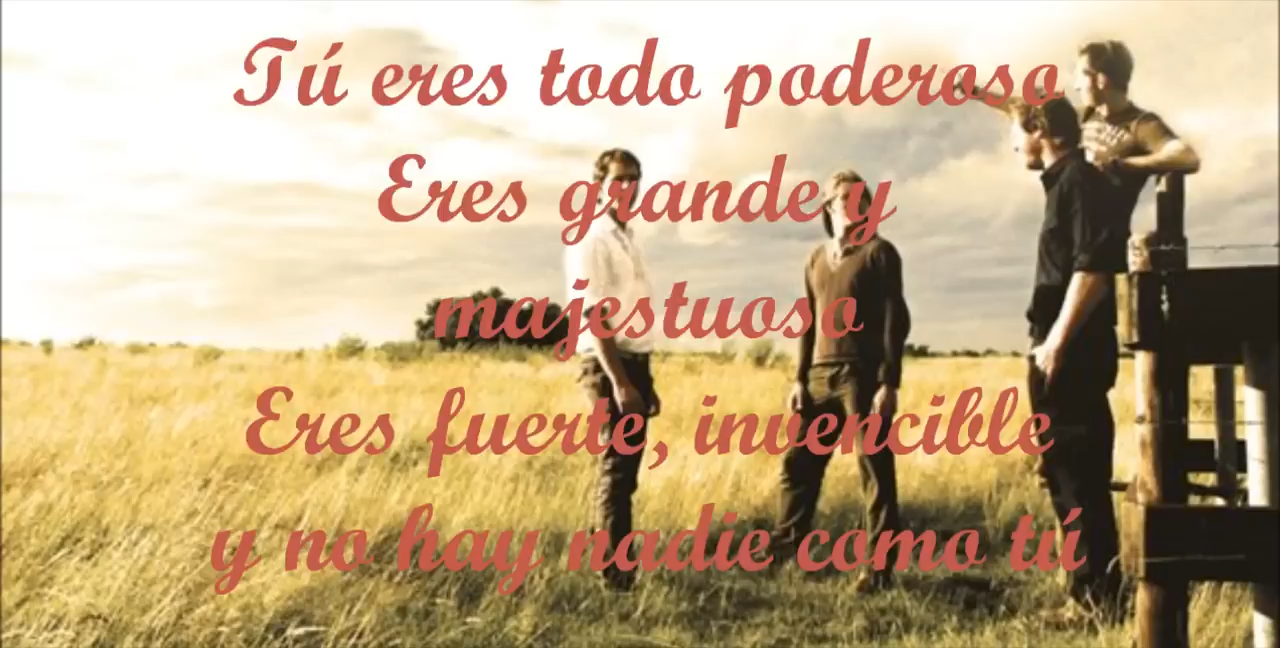 Tú eres todo poderoso
Eres grande y
majestuoso
Eres fuerte, invencible
y no hay nadie como tú